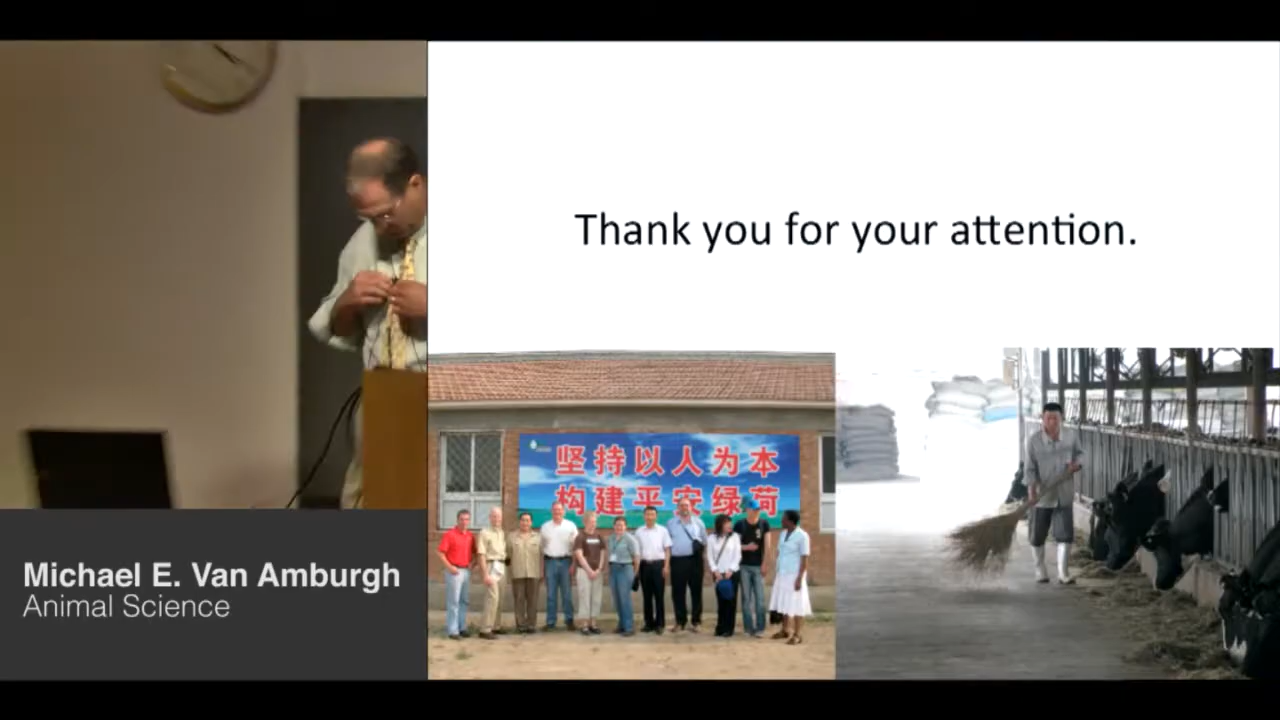 Thank you for your attention.
坚持以人为本
构建平安绿荷
Michael E. Van Amburgh
Animal Science